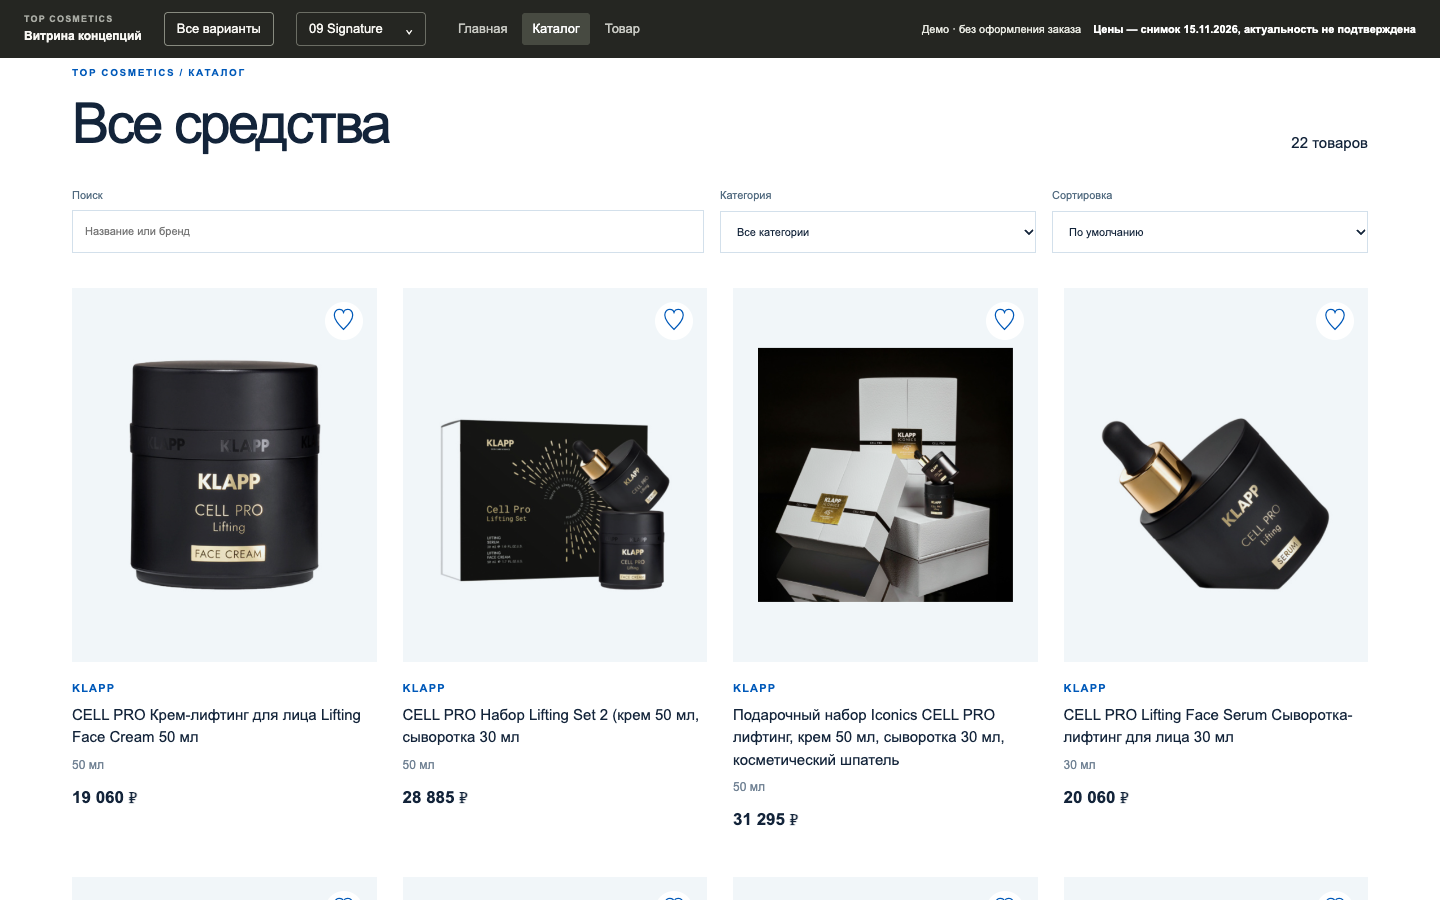 TOP COSMETICS
Витрина концепций
Все варианты
09 Signature
Главная
Каталог
Товар
Демо · без оформления заказа
Цены — снимок 15.11.2026, актуальность не подтверждена
TOP COSMETICS / КАТАЛОГ
Все средства
22 товаров
Поиск
Категория
Сортировка
Название или бренд
Все категории
По умолчанию
KLAPP
KLAPP
CELL PRO
Lifting
FACE CREAM
KLAPP
Cell Pro
Lifting Set
KLAPP
CELL PRO
KLAPP
ICONICS
KLAPP
ICONICS
KLAPP
CELL PRO
Lifting
SERUM
KLAPP
CELL PRO Крем-лифтинг для лица Lifting
Face Cream 50 мл
50 мл
19 060 ₽
KLAPP
CELL PRO Набор Lifting Set 2 (крем 50 мл,
сыворотка 30 мл
50 мл
28 885 ₽
KLAPP
Подарочный набор Iconics CELL PRO
лифтинг, крем 50 мл, сыворотка 30 мл,
косметический шпатель
50 мл
31 295 ₽
KLAPP
CELL PRO Lifting Face Serum Сыворотка-
лифтинг для лица 30 мл
30 мл
20 060 ₽